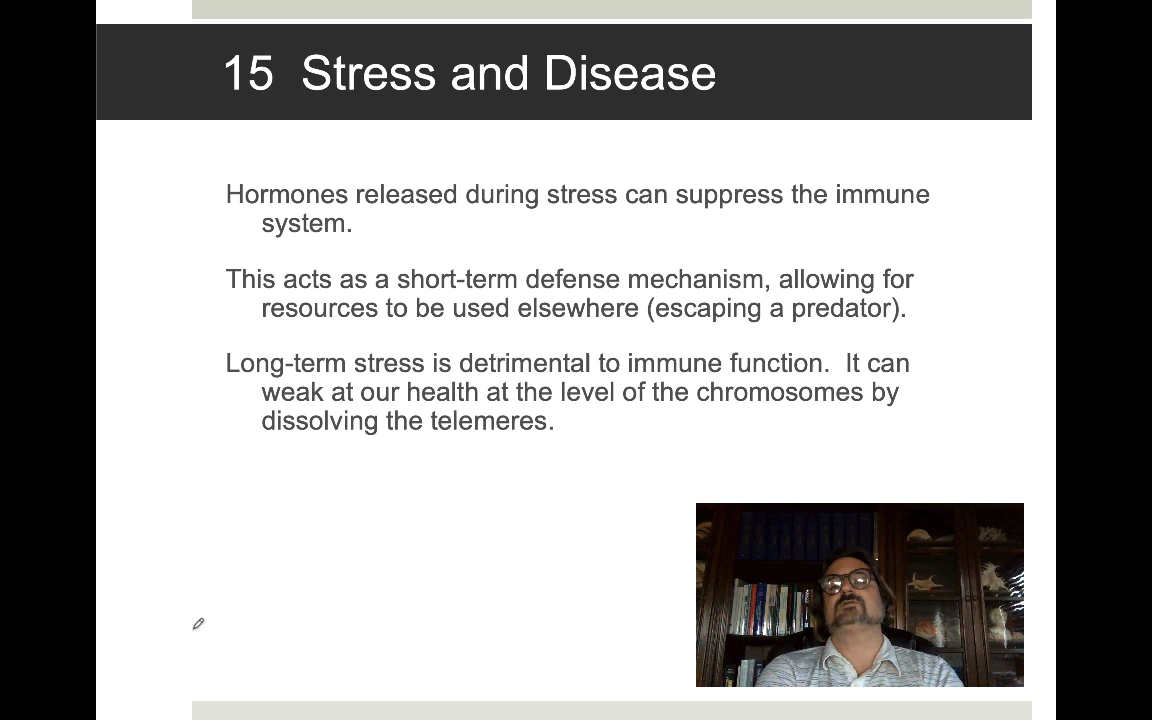 15 Stress and Disease
Hormones released during stress can suppress the immune
system.
This acts as a short-term defense mechanism, allowing for
resources to be used elsewhere (escaping a predator).
Long-term stress is detrimental to immune function. It can
weak at our health at the level of the chromosomes by
dissolving the telemeres.